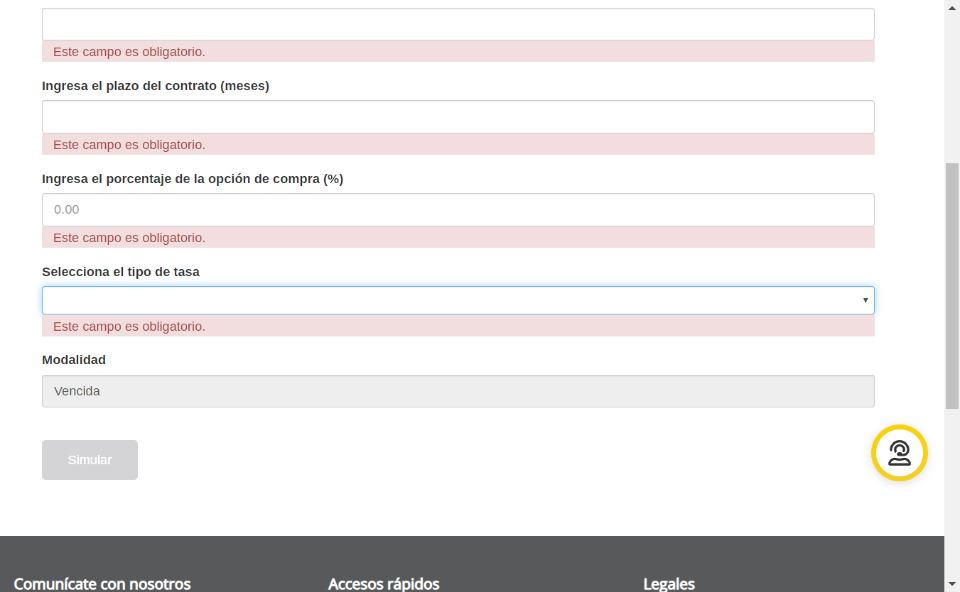 Este campo es obligatorio.
Ingresa el plazo del contrato (meses)
Este campo es obligatorio.
Ingresa el porcentaje de la opción de compra (%)
0.00
Este campo es obligatorio.
Selecciona el tipo de tasa
Este campo es obligatorio.
Modalidad
Vencida
Simular
Comunícate con nosotros
Accesos rápidos
Legales